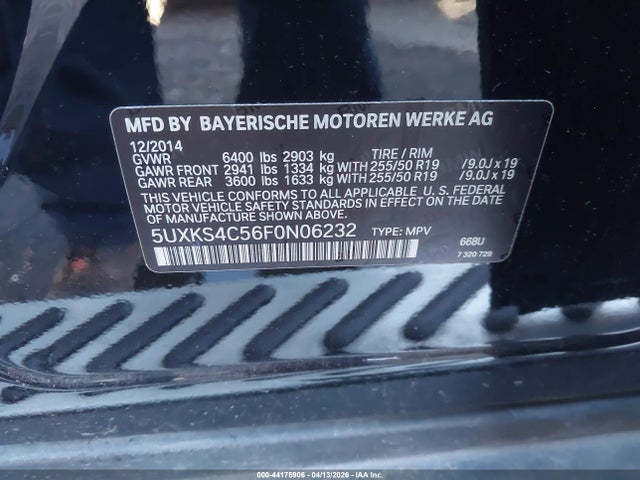 MFD BY BAYERISCHE MOTOREN WERKE AG
12/2014
GVWR 6400 lbs 2903 kg TIRE / RIM
GAWR FRONT 2941 lbs 1334 kg WITH 255/50 R19 /9.0J x 19
GAWR REAR 3600 lbs 1633 kg WITH 255/50 R19 /9.0J x 19
THIS VEHICLE CONFORMS TO ALL APPLICABLE U. S. FEDERAL
MOTOR VEHICLE SAFETY STANDARDS IN EFFECT ON THE
DATE OF MANUFACTURE SHOWN ABOVE.
5UXKS4C56F0N06232 TYPE: MPV 668U
7 320 729
000-44175906 - 04/13/2026 - IAA Inc.